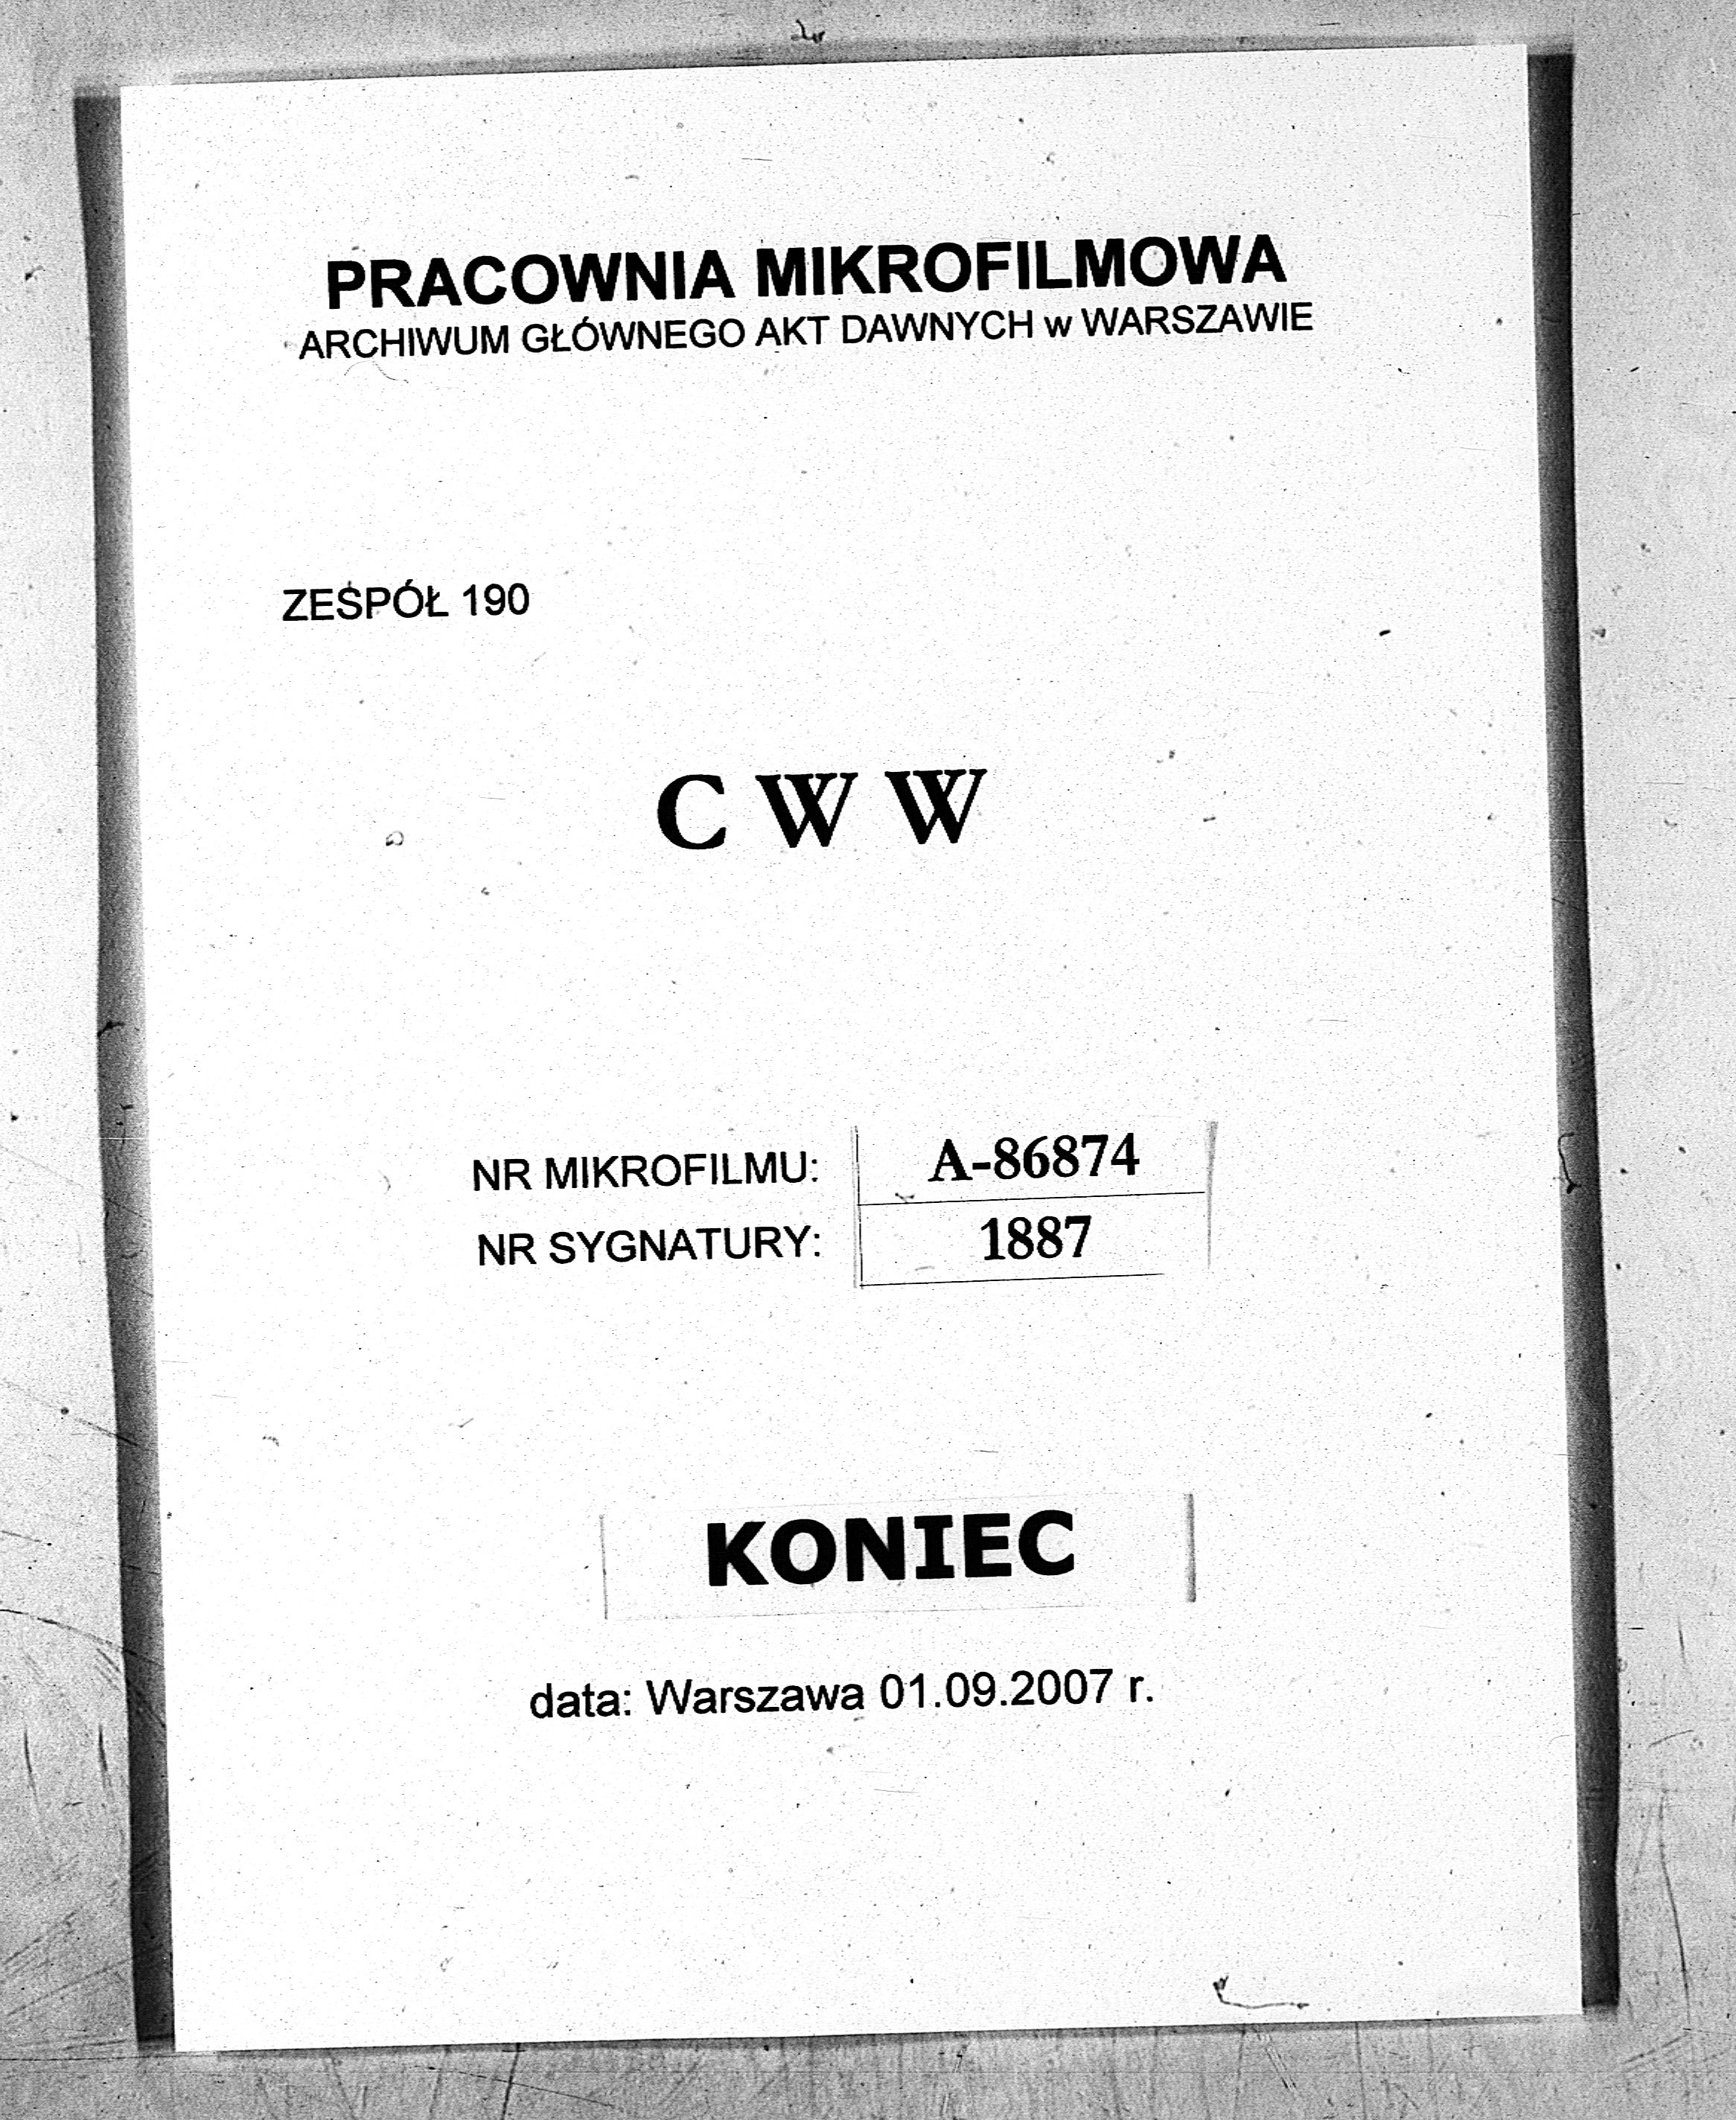 PRACOWNIA MIKROFILMOWA
ARCHIWUM GŁÓWNEGO AKT DAWNYCH w WARSZAWIE
ZESPÓŁ 190
C W W
NR MIKROFILMU: A-86874
NR SYGNATURY: 1887
KONIEC
data: Warszawa 01.09.2007 r.